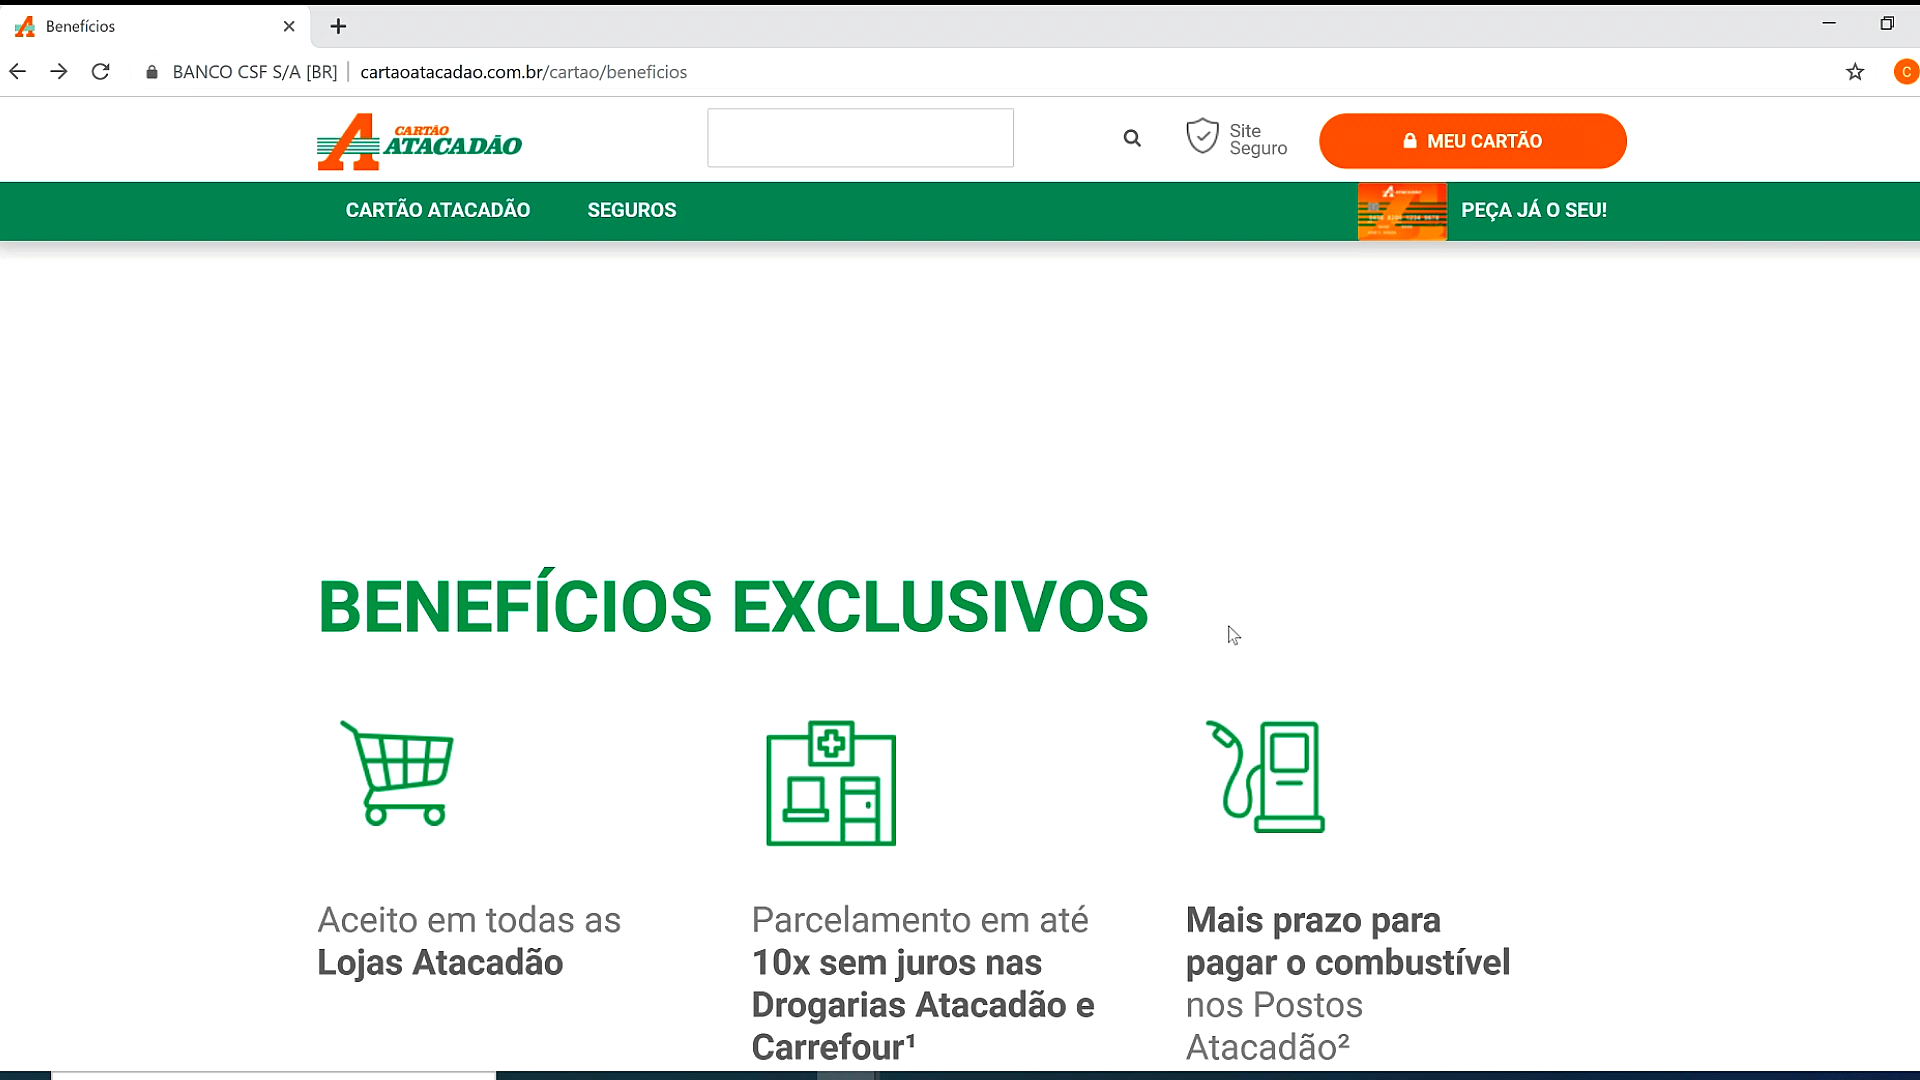 Benefícios
BANCO CSF S/A [BR] cartaoatacadao.com.br/cartao/beneficios
C
CARTÃO
ATACADÃO
Site
Seguro
MEU CARTÃO
CARTÃO ATACADÃO SEGUROS PEÇA JÁ O SEU!
BENEFÍCIOS EXCLUSIVOS
Aceito em todas as
Lojas Atacadão
Parcelamento em até
10x sem juros nas
Drogarias Atacadão e
Carrefour¹
Mais prazo para
pagar o combustível
nos Postos
Atacadão²